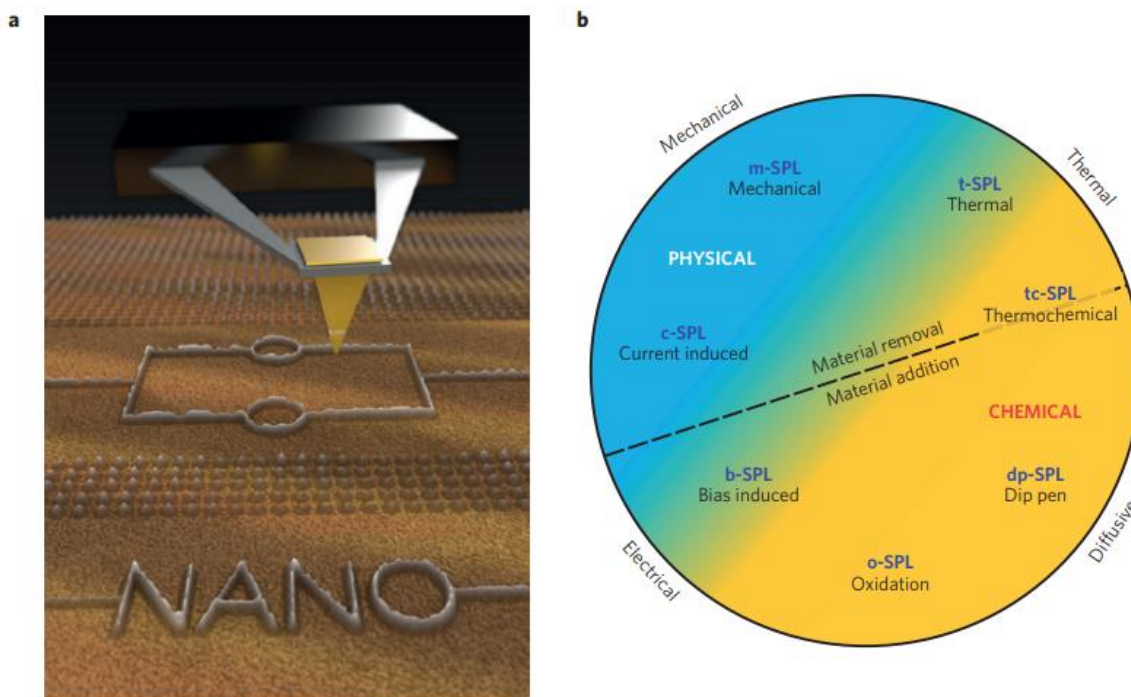 a
NANO
b
Mechanical
Thermal
m-SPL
Mechanical
t-SPL
Thermal
PHYSICAL
tc-SPL
Thermochemical
c-SPL
Current induced
Material removal
Material addition
CHEMICAL
b-SPL
Bias induced
dp-SPL
Dip pen
o-SPL
Oxidation
Electrical
Diffusive